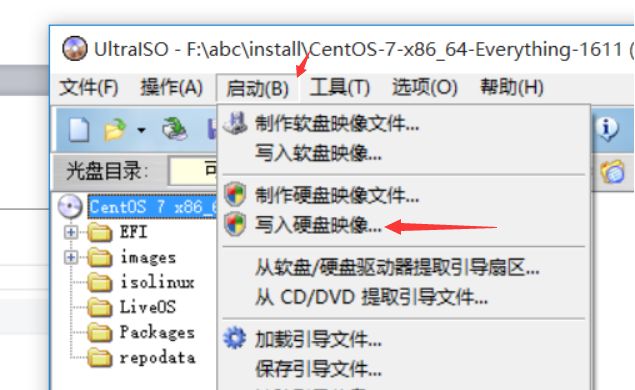 UltraISO - F:\abc\install\CentOS-7-x86_64-Everything-1611 (
文件(F) 操作(A) 启动(B) 工具(T) 选项(O) 帮助(H)
制作软盘映像文件...
写入软盘映像...
光盘目录: 可
制作硬盘映像文件...
CentOS 7 x86_6
写入硬盘映像...
EFI
images
从软盘/硬盘驱动器提取引导扇区...
isolinux
从 CD/DVD 提取引导文件...
LiveOS
Packages
加载引导文件...
repodata
保存引导文件...